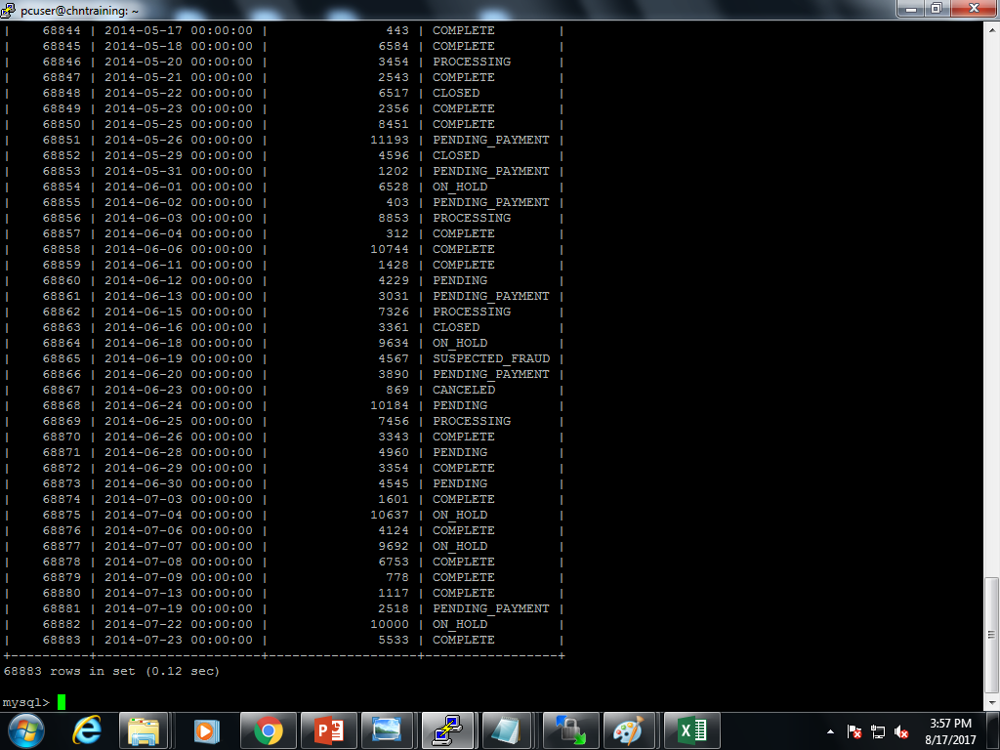 pcuser@chntraining: ~
| 68844 | 2014-05-17 00:00:00 | 443 | COMPLETE |
| 68845 | 2014-05-18 00:00:00 | 6584 | COMPLETE |
| 68846 | 2014-05-20 00:00:00 | 3454 | PROCESSING |
| 68847 | 2014-05-21 00:00:00 | 2543 | COMPLETE |
| 68848 | 2014-05-22 00:00:00 | 6517 | CLOSED |
| 68849 | 2014-05-23 00:00:00 | 2356 | COMPLETE |
| 68850 | 2014-05-25 00:00:00 | 8451 | COMPLETE |
| 68851 | 2014-05-26 00:00:00 | 11193 | PENDING_PAYMENT |
| 68852 | 2014-05-29 00:00:00 | 4596 | CLOSED |
| 68853 | 2014-05-31 00:00:00 | 1202 | PENDING_PAYMENT |
| 68854 | 2014-06-01 00:00:00 | 6528 | ON_HOLD |
| 68855 | 2014-06-02 00:00:00 | 403 | PENDING_PAYMENT |
| 68856 | 2014-06-03 00:00:00 | 8853 | PROCESSING |
| 68857 | 2014-06-04 00:00:00 | 312 | COMPLETE |
| 68858 | 2014-06-06 00:00:00 | 10744 | COMPLETE |
| 68859 | 2014-06-11 00:00:00 | 1428 | COMPLETE |
| 68860 | 2014-06-12 00:00:00 | 4229 | PENDING |
| 68861 | 2014-06-13 00:00:00 | 3031 | PENDING_PAYMENT |
| 68862 | 2014-06-15 00:00:00 | 7326 | PROCESSING |
| 68863 | 2014-06-16 00:00:00 | 3361 | CLOSED |
| 68864 | 2014-06-18 00:00:00 | 9634 | ON_HOLD |
| 68865 | 2014-06-19 00:00:00 | 4567 | SUSPECTED_FRAUD |
| 68866 | 2014-06-20 00:00:00 | 3890 | PENDING_PAYMENT |
| 68867 | 2014-06-23 00:00:00 | 869 | CANCELED |
| 68868 | 2014-06-24 00:00:00 | 10184 | PENDING |
| 68869 | 2014-06-25 00:00:00 | 7456 | PROCESSING |
| 68870 | 2014-06-26 00:00:00 | 3343 | COMPLETE |
| 68871 | 2014-06-28 00:00:00 | 4960 | PENDING |
| 68872 | 2014-06-29 00:00:00 | 3354 | COMPLETE |
| 68873 | 2014-06-30 00:00:00 | 4545 | PENDING |
| 68874 | 2014-07-03 00:00:00 | 1601 | COMPLETE |
| 68875 | 2014-07-04 00:00:00 | 10637 | ON_HOLD |
| 68876 | 2014-07-06 00:00:00 | 4124 | COMPLETE |
| 68877 | 2014-07-07 00:00:00 | 9692 | ON_HOLD |
| 68878 | 2014-07-08 00:00:00 | 6753 | COMPLETE |
| 68879 | 2014-07-09 00:00:00 | 778 | COMPLETE |
| 68880 | 2014-07-13 00:00:00 | 1117 | COMPLETE |
| 68881 | 2014-07-19 00:00:00 | 2518 | PENDING_PAYMENT |
| 68882 | 2014-07-22 00:00:00 | 10000 | ON_HOLD |
| 68883 | 2014-07-23 00:00:00 | 5533 | COMPLETE |
+----------+---------------------+-------------------+-----------------+
68883 rows in set (0.12 sec)
mysql>
3:57 PM
8/17/2017